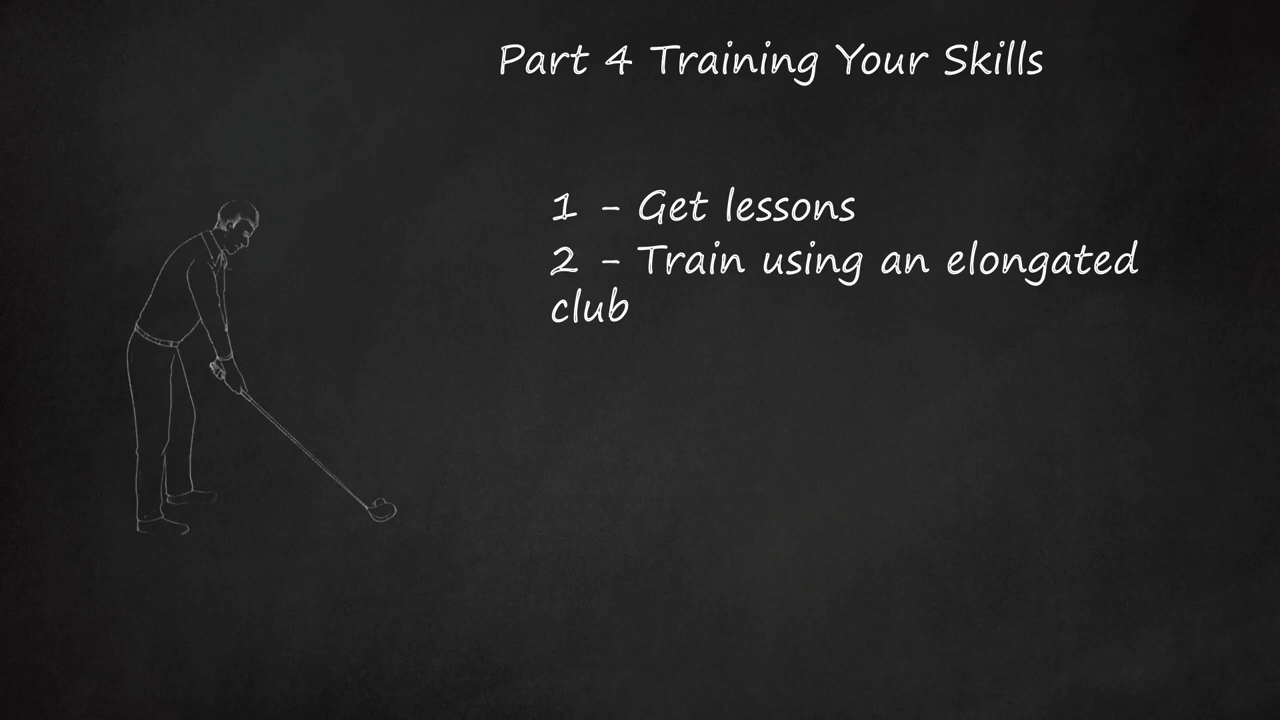 Part 4 Training Your Skills
1 - Get lessons
2 - Train using an elongated
club